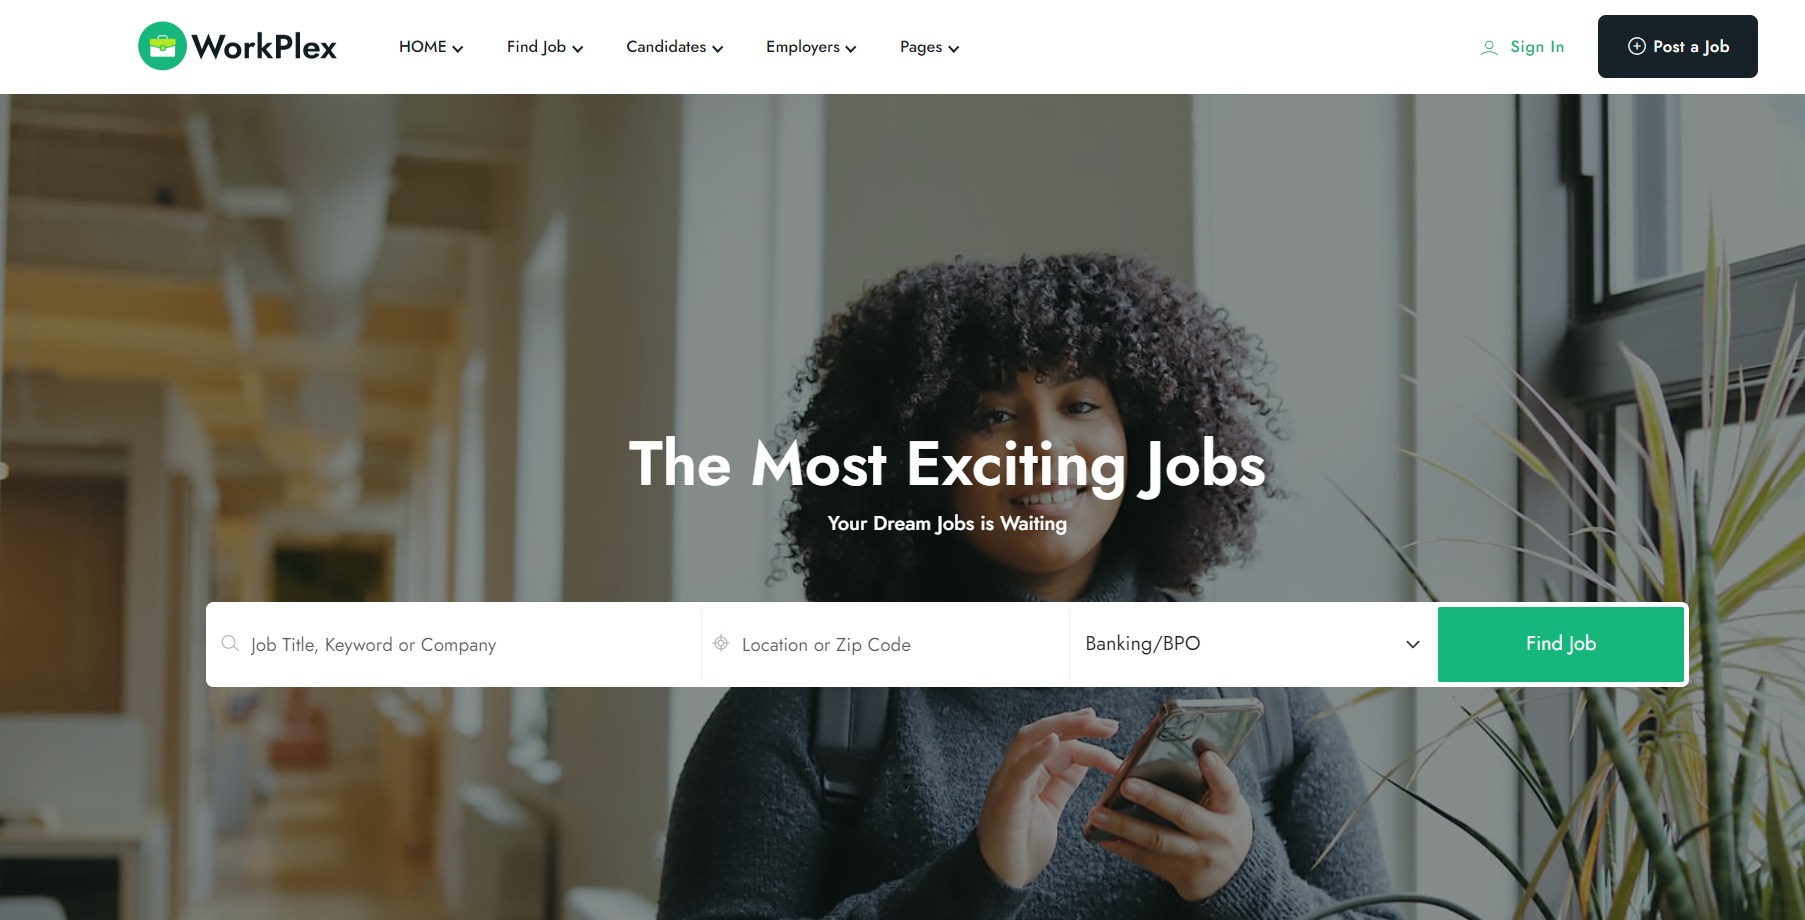 WorkPlex
HOME
Find Job
Candidates
Employers
Pages
Sign In
Post a Job
The Most Exciting Jobs
Your Dream Jobs is Waiting
Job Title, Keyword or Company
Location or Zip Code
Banking/BPO
Find Job